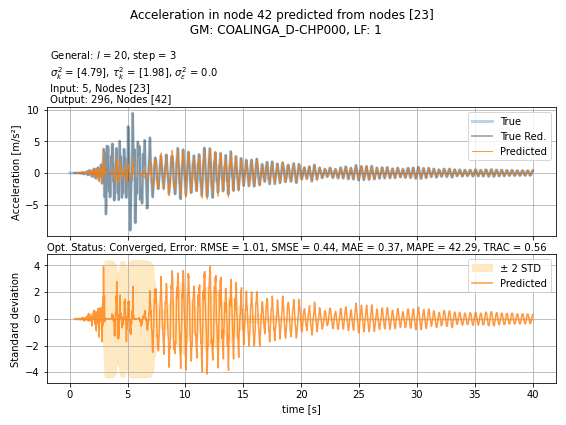 Acceleration in node 42 predicted from nodes [23]
GM: COALINGA_D-CHP000, LF: 1
General: l = 20, step = 3
σ²ₖ = [4.79], τ²ₖ = [1.98], σ²ₑ = 0.0
Input: 5, Nodes [23]
Output: 296, Nodes [42]
Acceleration [m/s²]
10
5
0
−5
True
True Red.
Predicted
Opt. Status: Converged, Error: RMSE = 1.01, SMSE = 0.44, MAE = 0.37, MAPE = 42.29, TRAC = 0.56
Standard deviation
4
2
0
−2
−4
± 2 STD
Predicted
0 5 10 15 20 25 30 35 40
time [s]